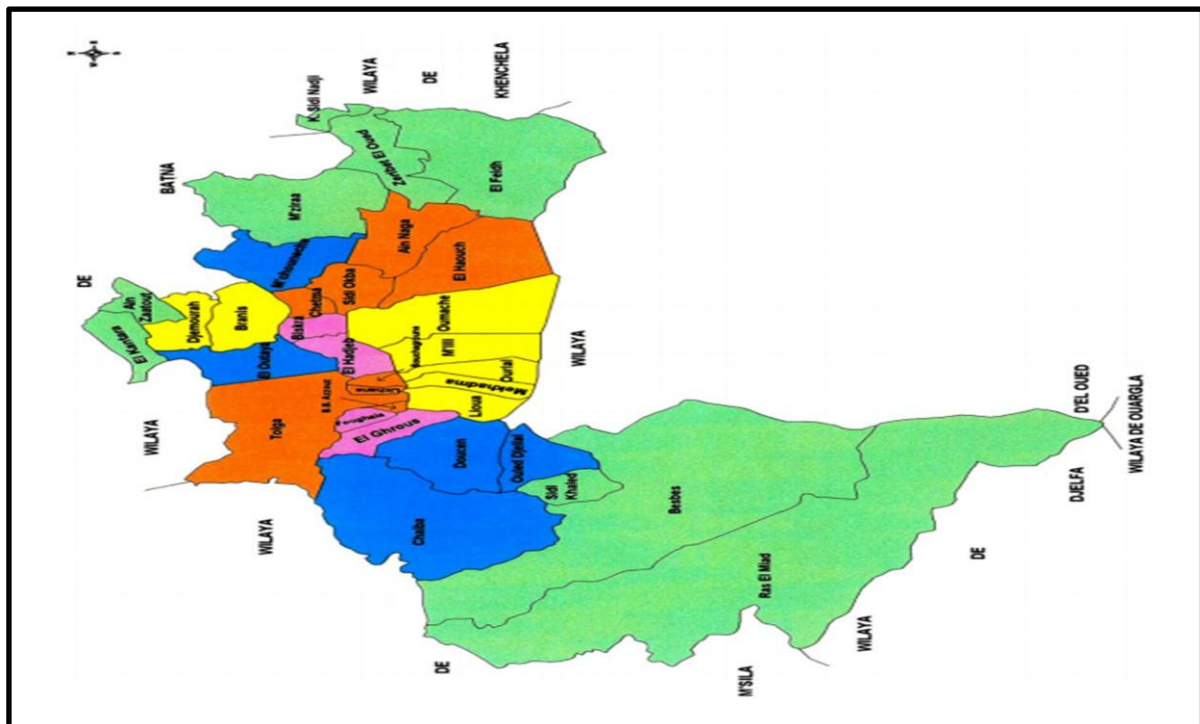 N
S
K. Sidi Nadji
WILAYA
DE
KHENCHELA
BATNA
Zeribet El Oued
El Feidh
M'ziraa
Ain Naga
El Haouch
M'chounech
Sidi Okba
Chetma
DE
Ain
Zaatout
El Kantara
Djemourah
Branis
Biskra
El Outaya
El Hadjeb
Oumache
Bouchagroune
M'lili
Ourlal
Mekhadma
Lioua
WILAYA
B.B. Azzouz
Tolga
El Ghrous
WILAYA
WILAYA
Doucen
Ouled Djellal
Sidi
Khaled
Chaiba
Besbes
Ras El Miad
D'EL OUED
WILAYA DE OUARGLA
DJELFA
DE
WILAYA
M'SILA
DE